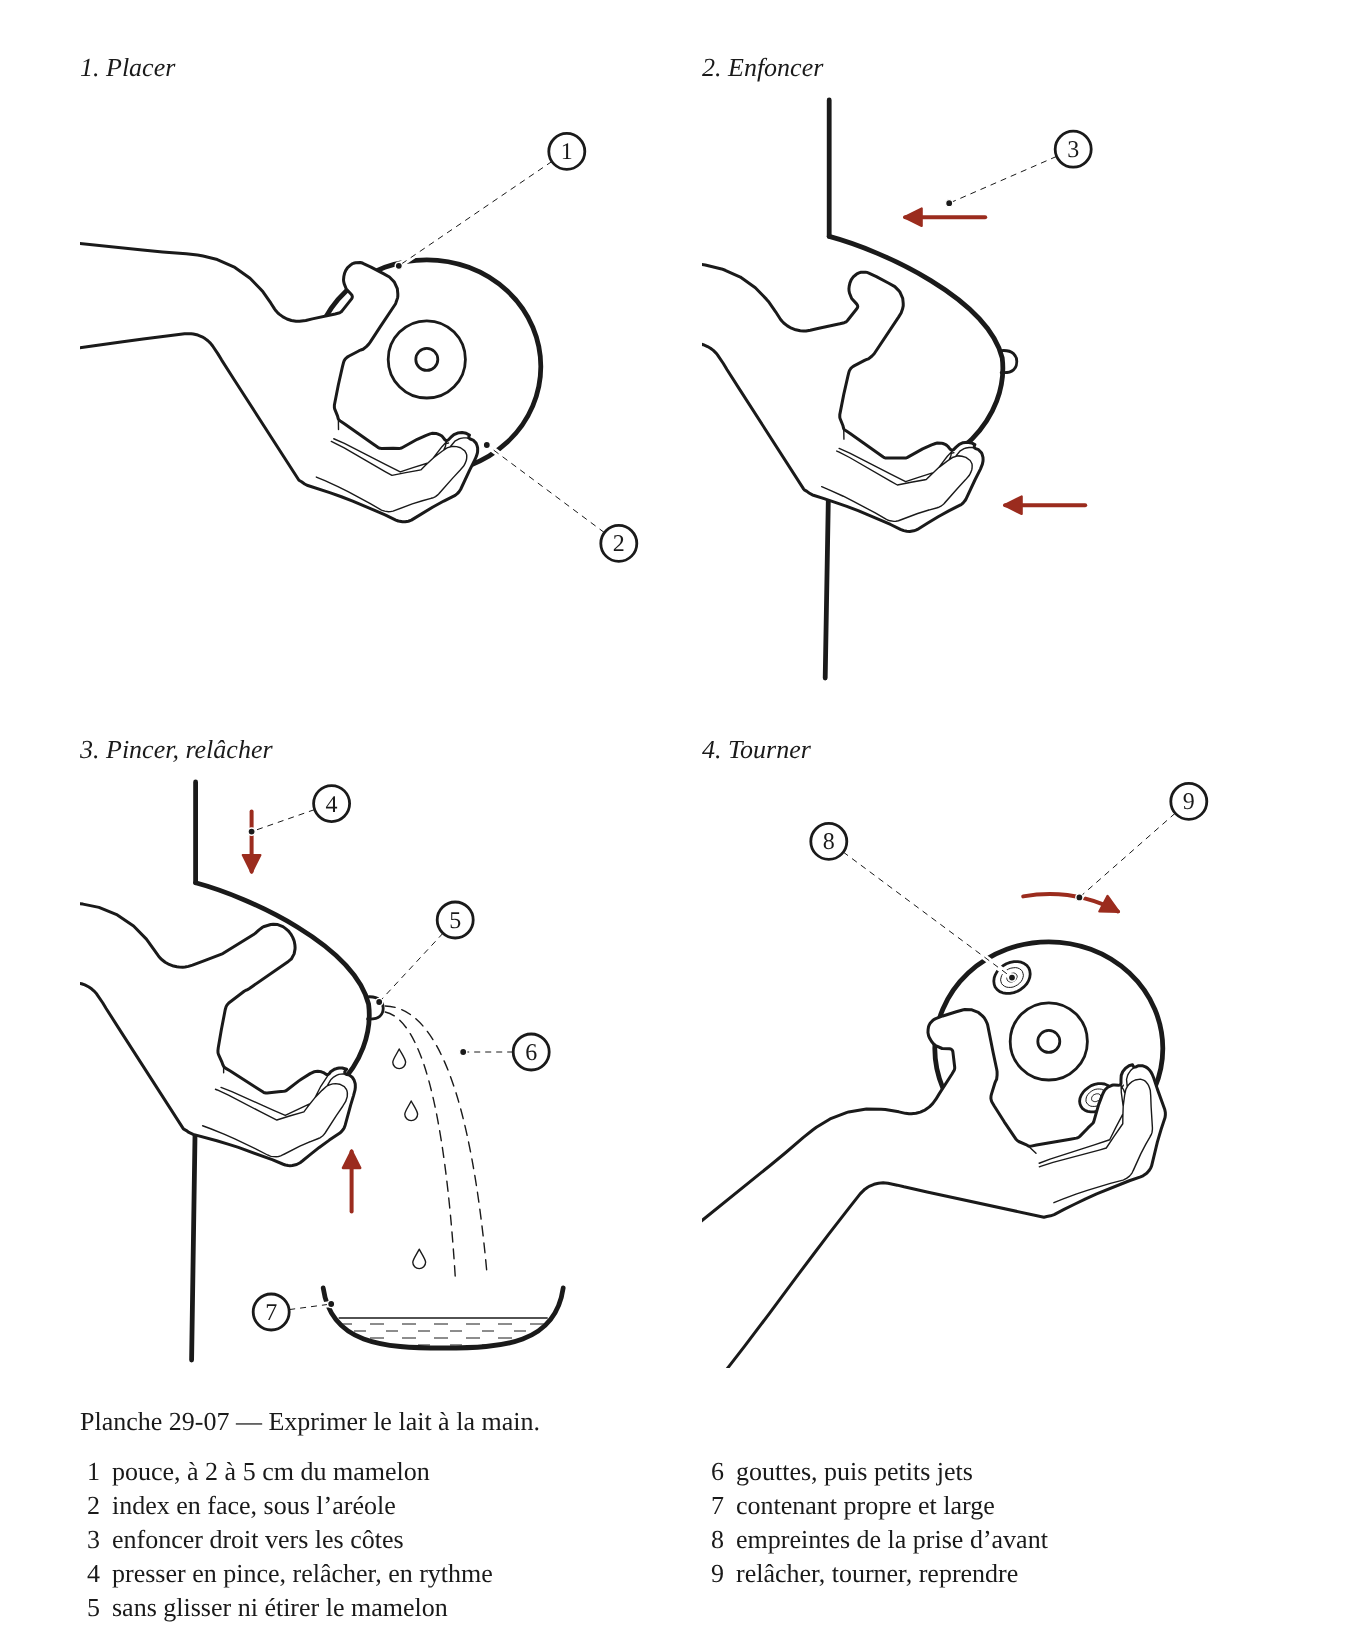 1. Placer
2. Enfoncer
1
3
2
3. Pincer, relâcher
4. Tourner
4
9
8
5
6
7
Planche 29-07 — Exprimer le lait à la main.
1 pouce, à 2 à 5 cm du mamelon
2 index en face, sous l’aréole
3 enfoncer droit vers les côtes
4 presser en pince, relâcher, en rythme
5 sans glisser ni étirer le mamelon
6 gouttes, puis petits jets
7 contenant propre et large
8 empreintes de la prise d’avant
9 relâcher, tourner, reprendre